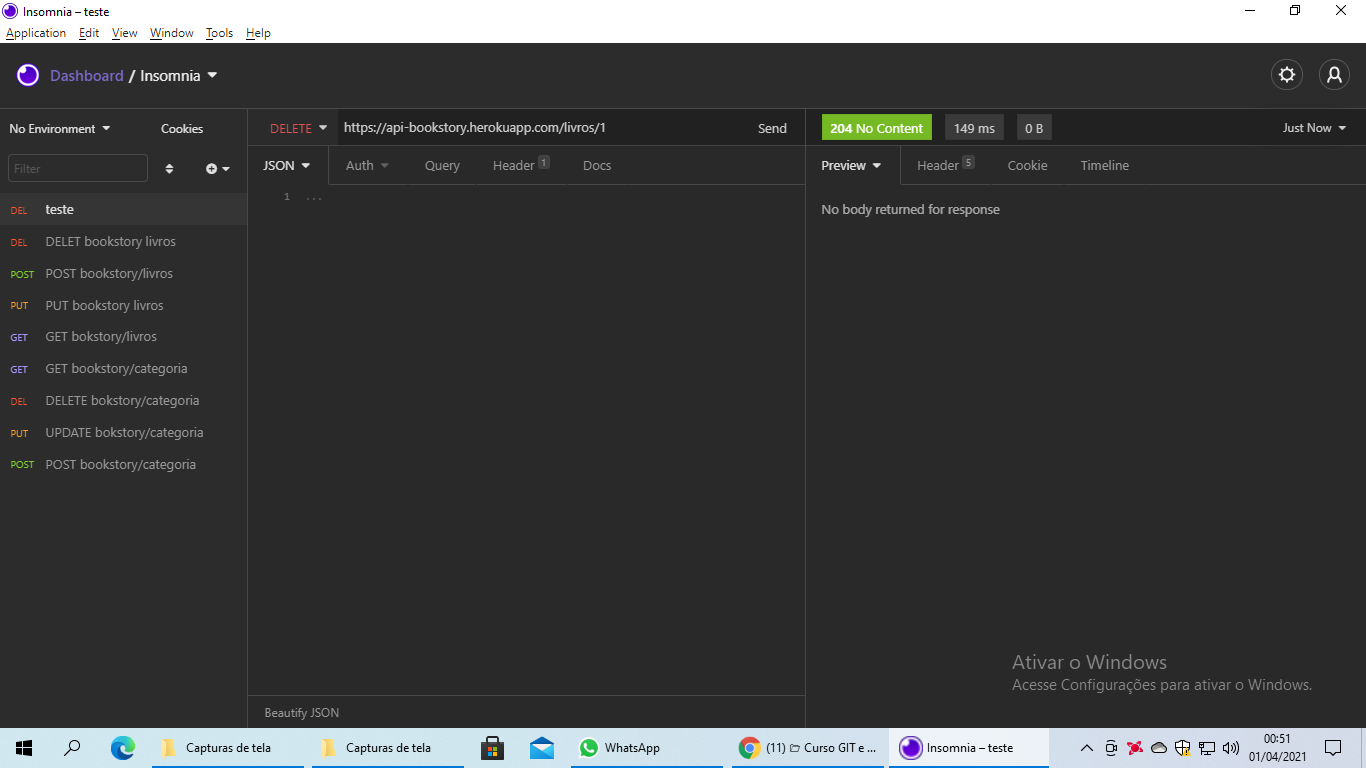 Insomnia – teste
Application Edit View Window Tools Help
Dashboard / Insomnia
No Environment Cookies
DELETE https://api-bookstory.herokuapp.com/livros/1 Send
204 No Content 149 ms 0 B Just Now
Filter
JSON Auth Query Header 1 Docs
Preview Header 5 Cookie Timeline
1 ...
No body returned for response
DEL teste
DEL DELET bookstory livros
POST POST bookstory/livros
PUT PUT bookstory livros
GET GET bokstory/livros
GET GET bookstory/categoria
DEL DELETE bokstory/categoria
PUT UPDATE bokstory/categoria
POST POST bookstory/categoria
Ativar o Windows
Acesse Configurações para ativar o Windows.
Beautify JSON
Capturas de tela
Capturas de tela
WhatsApp
(11) 🗁 Curso GIT e ...
Insomnia – teste
00:51
01/04/2021